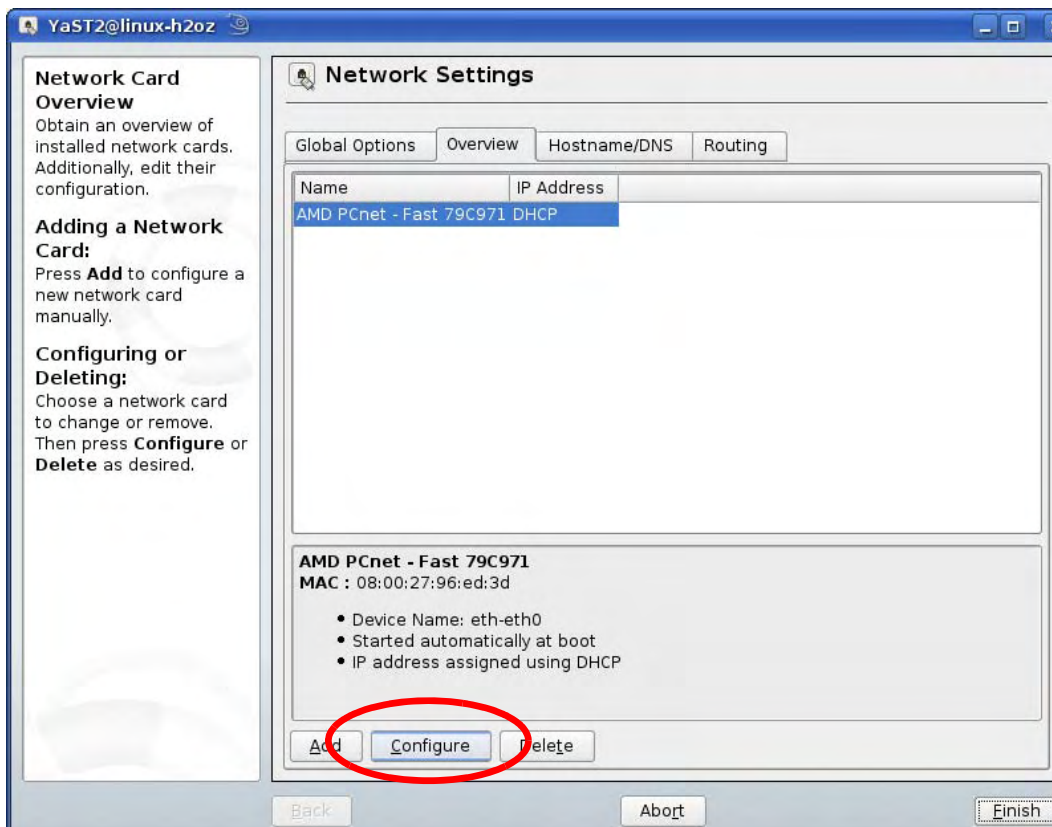 YaST2@linux-h2oz
Network Card
Overview
Obtain an overview of
installed network cards.
Additionally, edit their
configuration.
Adding a Network
Card:
Press Add to configure a
new network card
manually.
Configuring or
Deleting:
Choose a network card
to change or remove.
Then press Configure or
Delete as desired.
Network Settings
Global Options Overview Hostname/DNS Routing
Name IP Address
AMD PCnet - Fast 79C971 DHCP
AMD PCnet - Fast 79C971
MAC : 08:00:27:96:ed:3d
• Device Name: eth-eth0
• Started automatically at boot
• IP address assigned using DHCP
Add Configure Delete
Back Abort Finish